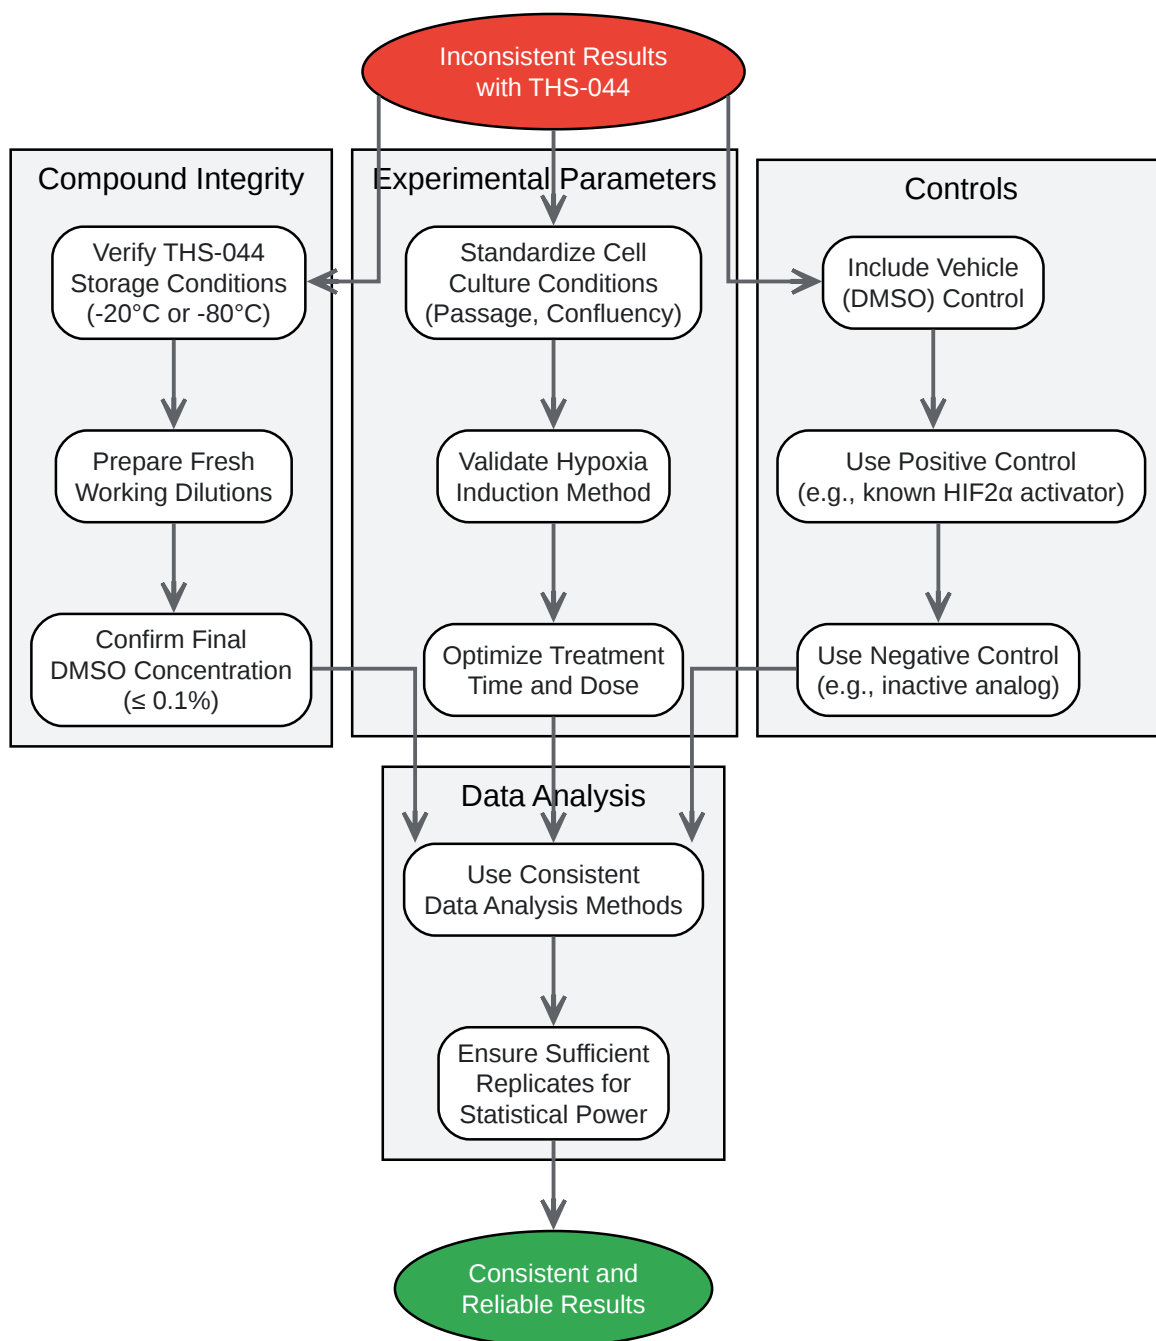 Inconsistent Results
with THS-044
Compound Integrity
Verify THS-044
Storage Conditions
(-20°C or -80°C)
Prepare Fresh
Working Dilutions
Confirm Final
DMSO Concentration
(≤ 0.1%)
Experimental Parameters
Standardize Cell
Culture Conditions
(Passage, Confluency)
Validate Hypoxia
Induction Method
Optimize Treatment
Time and Dose
Controls
Include Vehicle
(DMSO) Control
Use Positive Control
(e.g., known HIF2α activator)
Use Negative Control
(e.g., inactive analog)
Data Analysis
Use Consistent
Data Analysis Methods
Ensure Sufficient
Replicates for
Statistical Power
Consistent and
Reliable Results